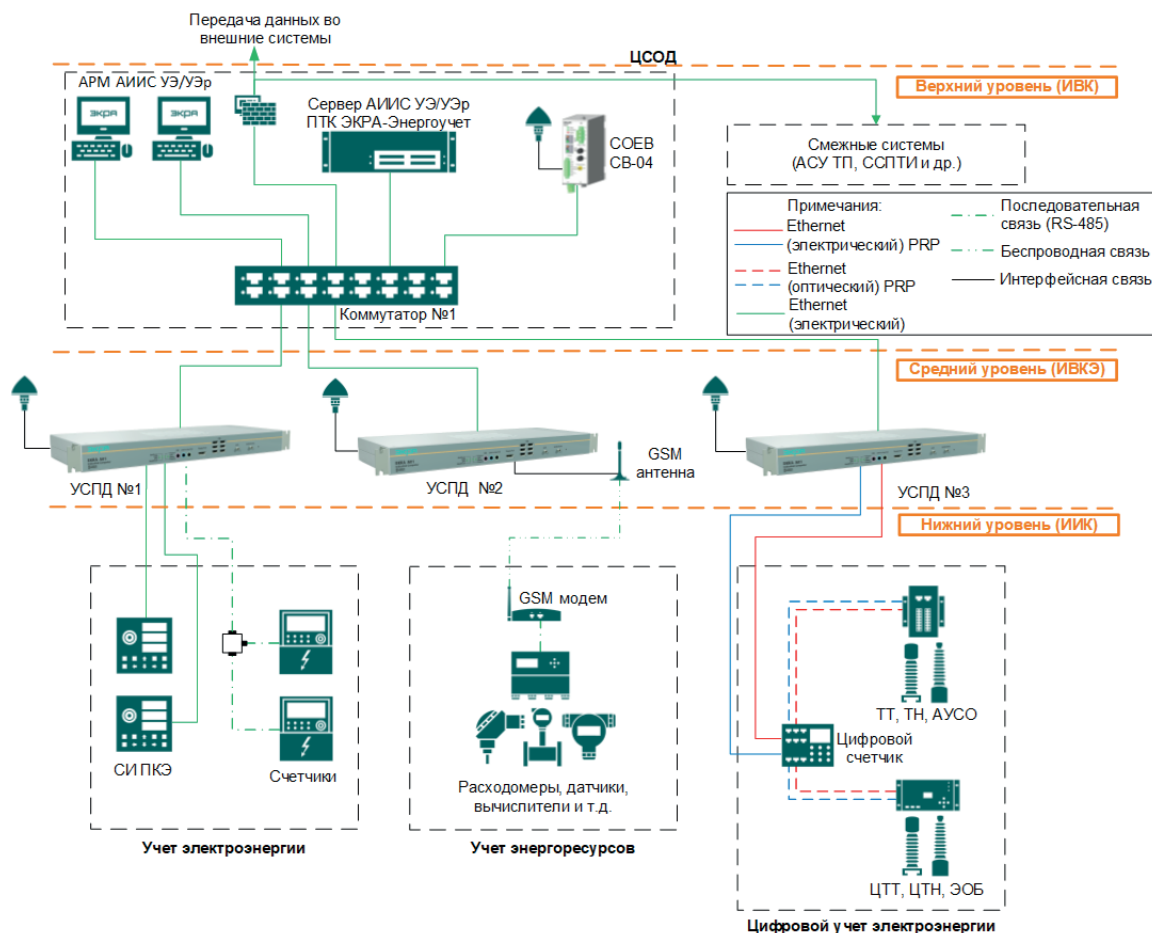 Передача данных во
внешние системы
ЦСОД
АРМ АИИС УЭ/УЭр
Верхний уровень (ИВК)
ЭКРА
ЭКРА
Сервер АИИС УЭ/УЭр
ПТК ЭКРА-Энергоучет
СОЕВ
СВ-04
Смежные системы
(АСУ ТП, ССПТИ и др.)
Примечания:
Ethernet
(электрический) PRP
Ethernet
(оптический) PRP
Ethernet
(электрический)
Последовательная
связь (RS-485)
Беспроводная связь
Интерфейсная связь
Коммутатор №1
Средний уровень (ИВКЭ)
GSM
антенна
УСПД №1
УСПД №2
УСПД №3
Нижний уровень (ИИК)
GSM модем
ТТ, ТН, АУСО
Цифровой
счетчик
СИ ПКЭ
Счетчики
Расходомеры, датчики,
вычислители и т.д.
Учет электроэнергии
Учет энергоресурсов
ЦТТ, ЦТН, ЭОБ
Цифровой учет электроэнергии